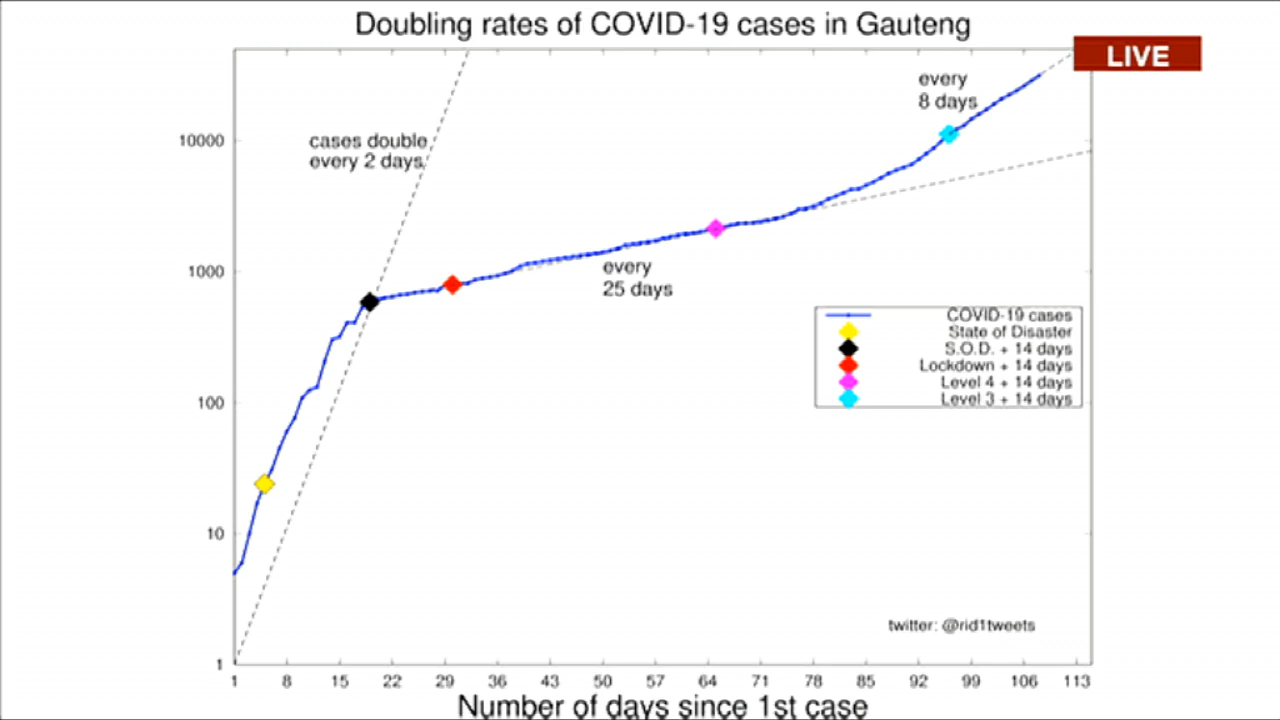 Doubling rates of COVID-19 cases in Gauteng
LIVE
every
8 days
cases double
every 2 days
every
25 days
10000
1000
100
10
1
COVID-19 cases
State of Disaster
S.O.D. + 14 days
Lockdown + 14 days
Level 4 + 14 days
Level 3 + 14 days
twitter: @rid1tweets
1 8 15 22 29 36 43 50 57 64 71 78 85 92 99 106 113
Number of days since 1st case